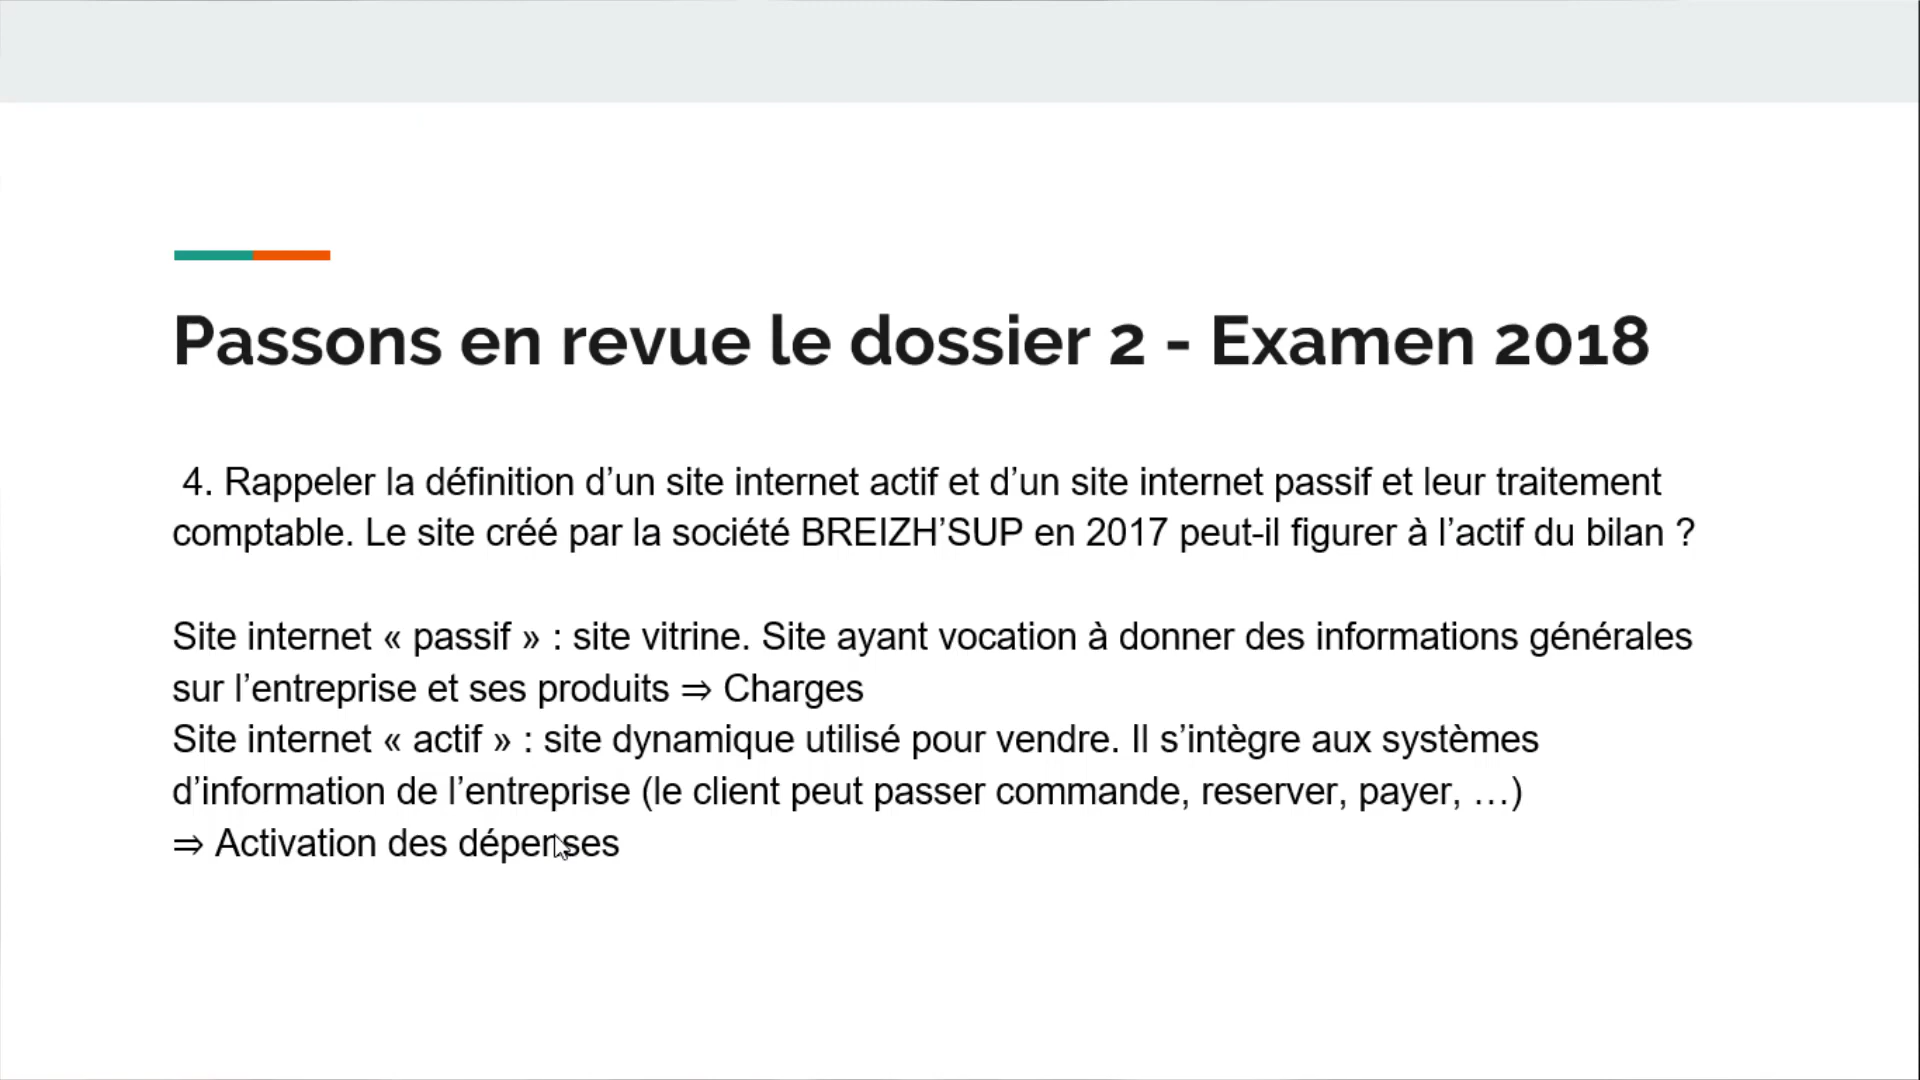 Passons en revue le dossier 2 - Examen 2018
4. Rappeler la définition d’un site internet actif et d’un site internet passif et leur traitement
comptable. Le site créé par la société BREIZH’SUP en 2017 peut-il figurer à l’actif du bilan ?
Site internet « passif » : site vitrine. Site ayant vocation à donner des informations générales
sur l’entreprise et ses produits ⇒ Charges
Site internet « actif » : site dynamique utilisé pour vendre. Il s’intègre aux systèmes
d’information de l’entreprise (le client peut passer commande, reserver, payer, …)
⇒ Activation des dépenses